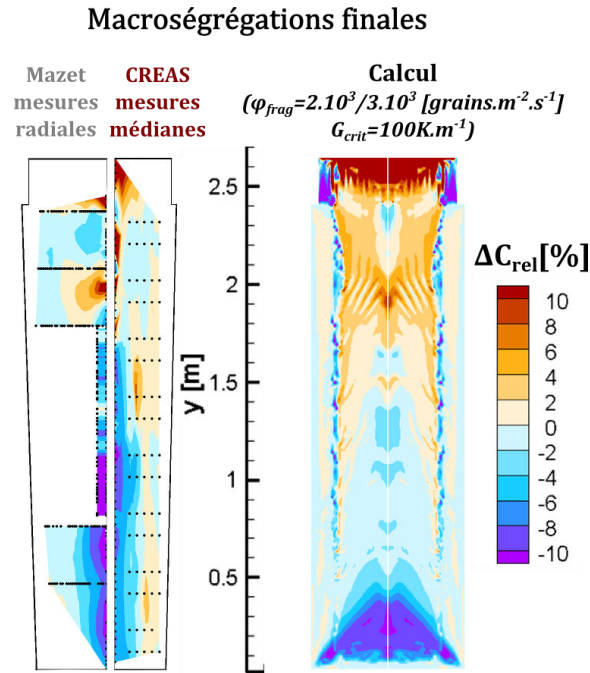 Macroségrégations finales
Mazet
mesures
radiales
CREAS
mesures
médianes
Calcul
(φfrag=2.10³/3.10³ [grains.m⁻².s⁻¹]
Gcrit=100K.m⁻¹)
y [m]
2.5
2
1.5
1
0.5
ΔCrel[%]
10
8
6
4
2
0
-2
-4
-6
-8
-10